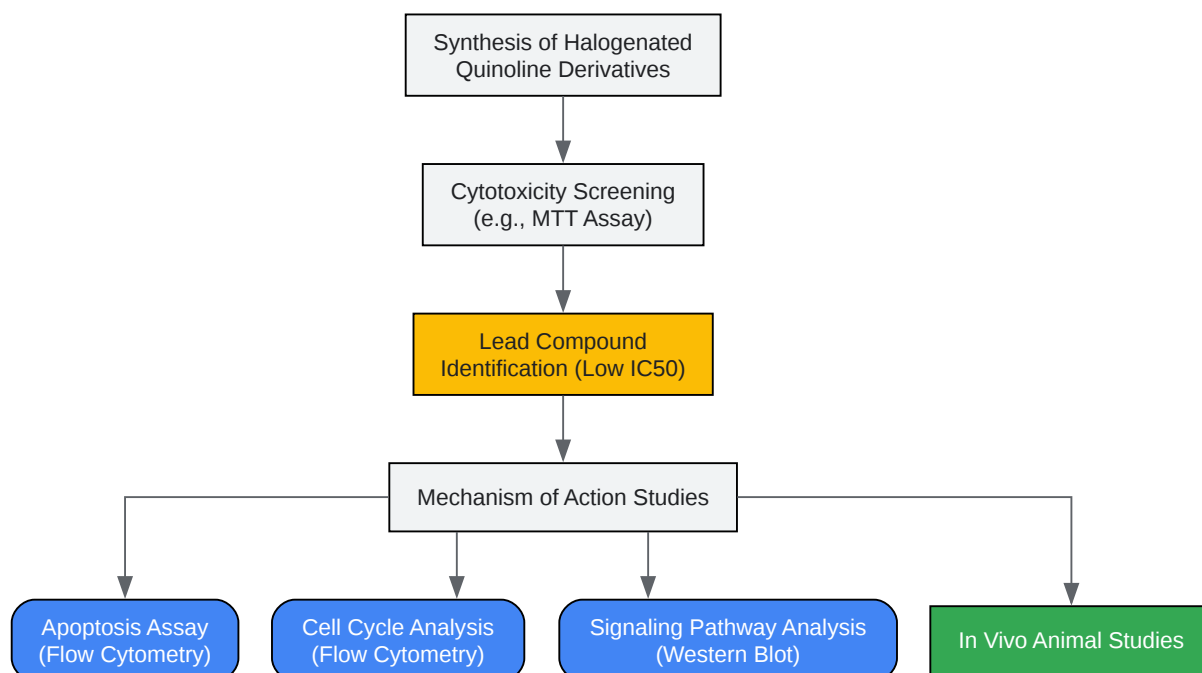 Synthesis of Halogenated
Quinoline Derivatives
Cytotoxicity Screening
(e.g., MTT Assay)
Lead Compound
Identification (Low IC50)
Mechanism of Action Studies
Apoptosis Assay
(Flow Cytometry)
Cell Cycle Analysis
(Flow Cytometry)
Signaling Pathway Analysis
(Western Blot)
In Vivo Animal Studies